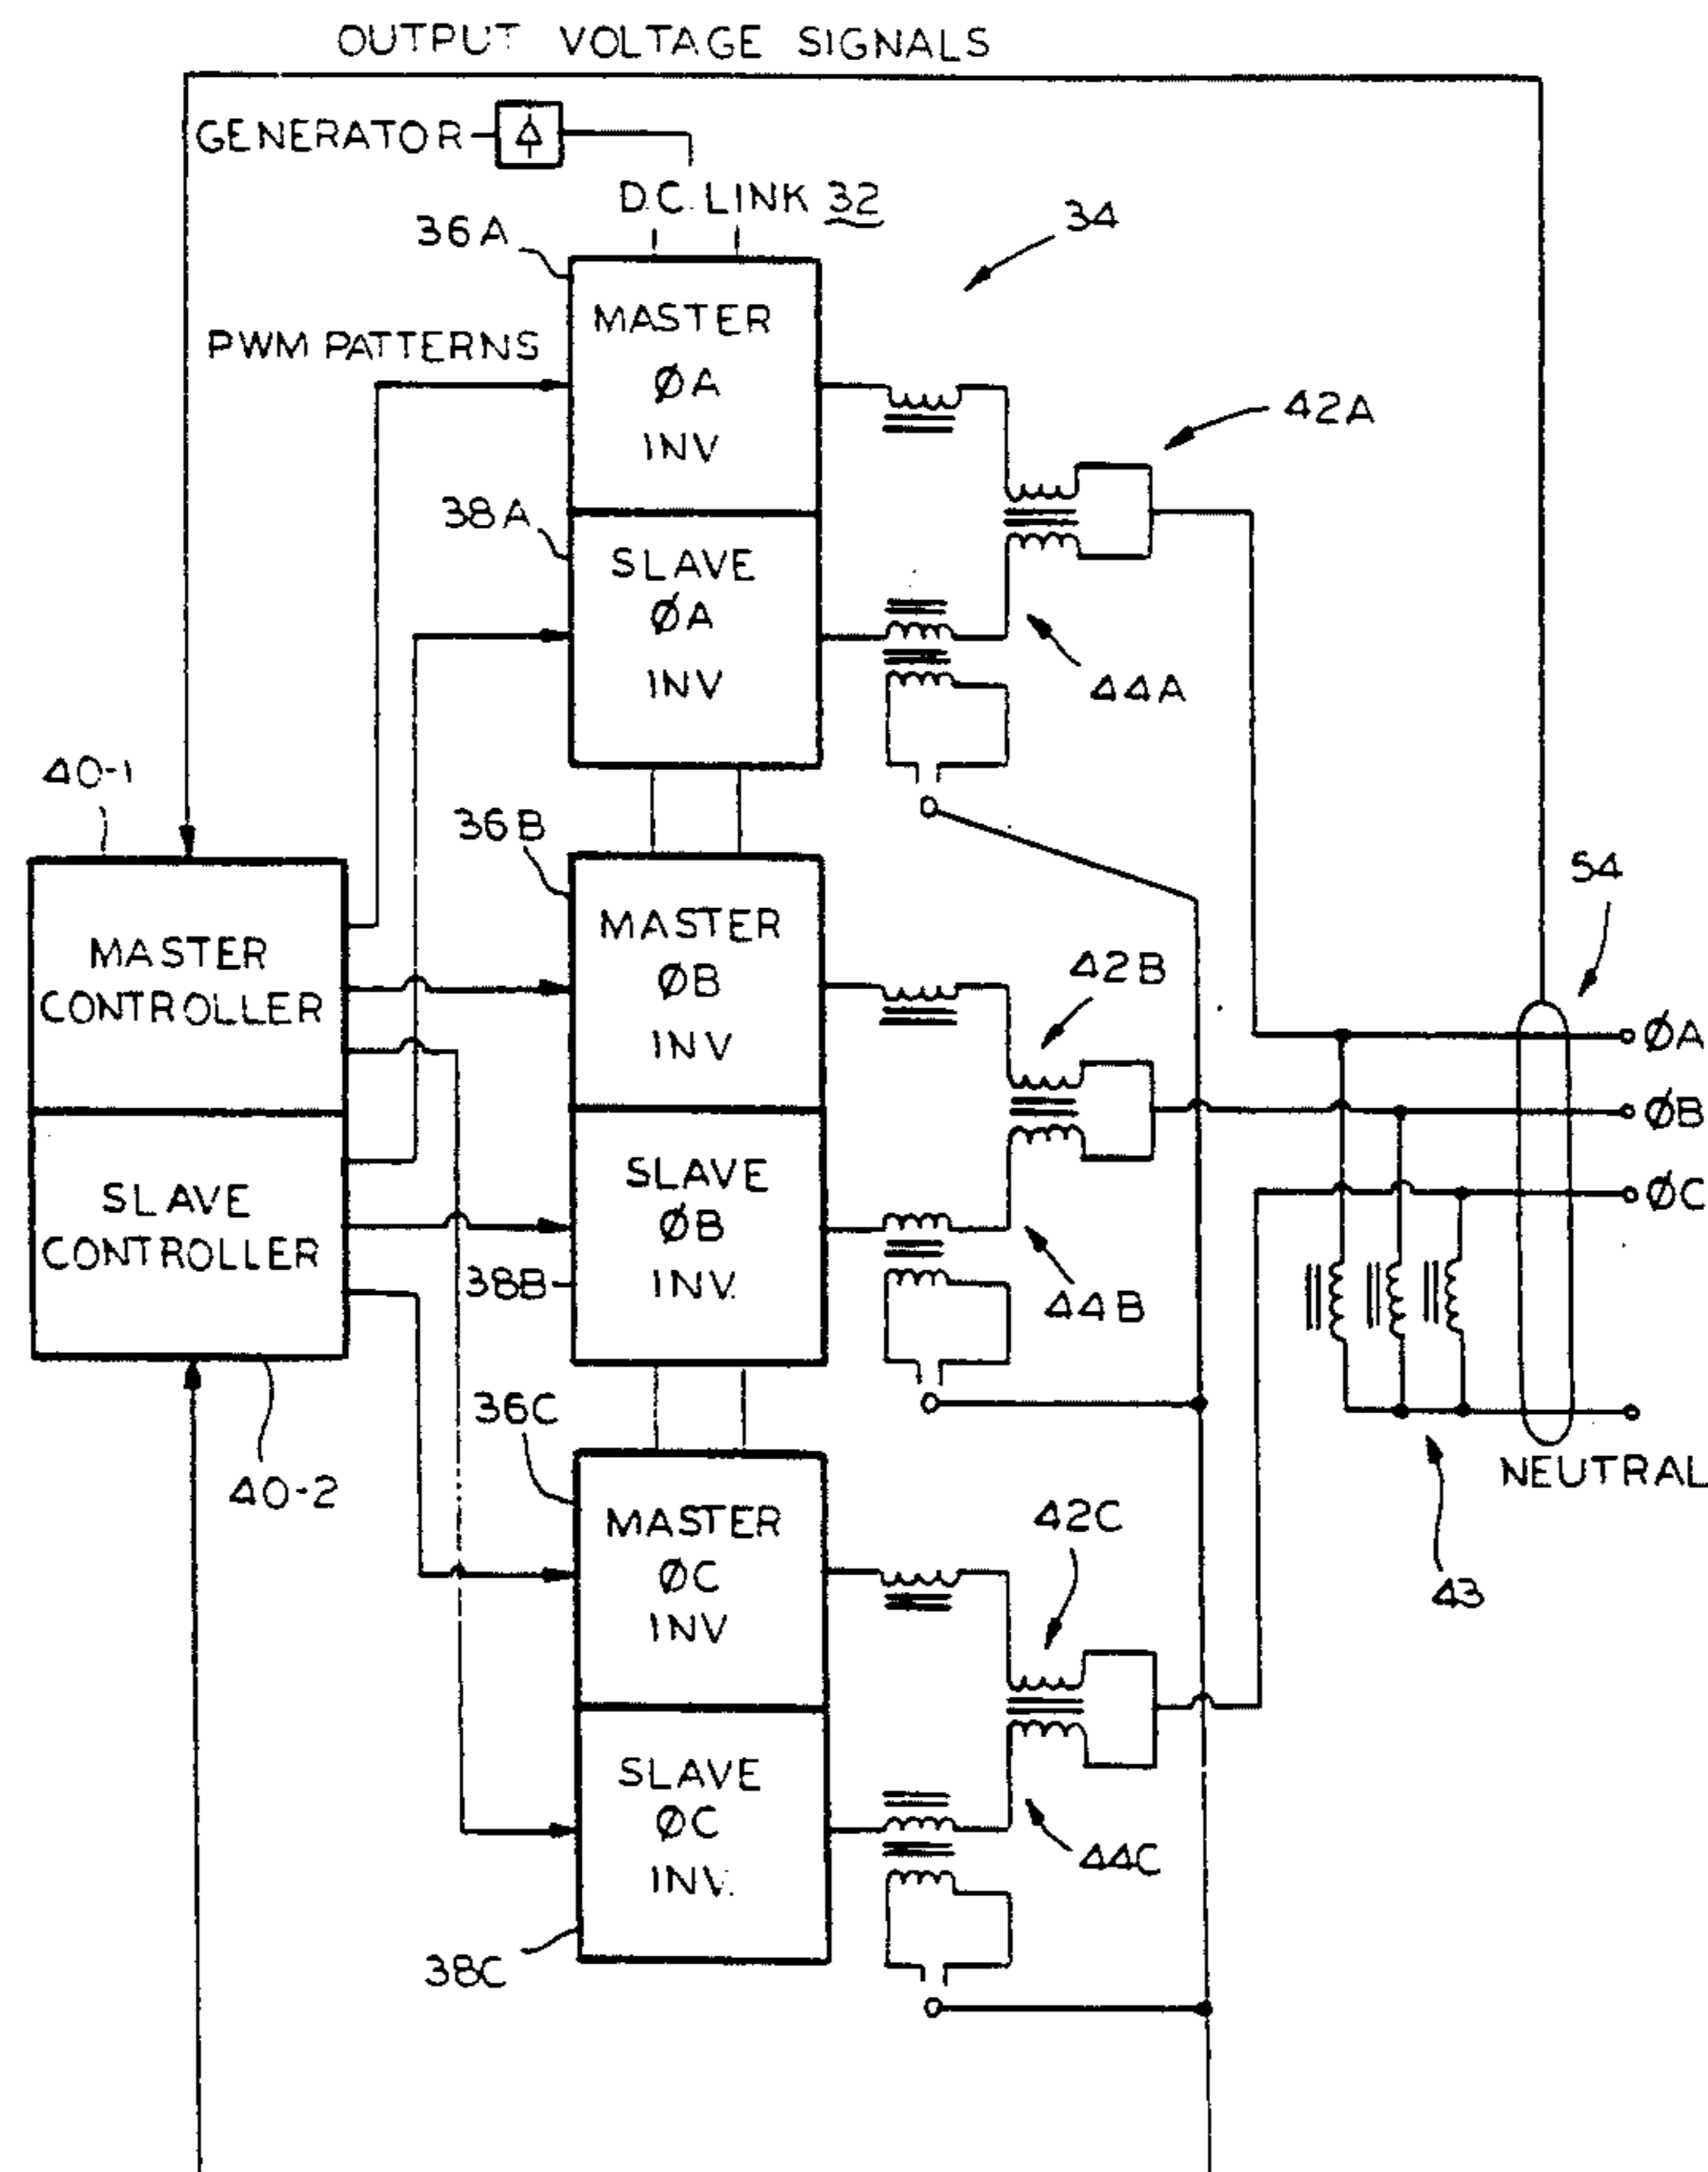 OUTPUT VOLTAGE SIGNALS
GENERATOR
DC LINK 32
36A
34
MASTER
ØA
INV
PWM PATTERNS
42A
38A
SLAVE
ØA
INV
44A
40-1
36B
54
MASTER
CONTROLLER
MASTER
ØB
INV
42B
ØA
ØB
ØC
SLAVE
CONTROLLER
SLAVE
ØB
INV.
38B
44B
40-2
36C
NEUTRAL
43
MASTER
ØC
INV
42C
SLAVE
ØC
INV.
44C
38C